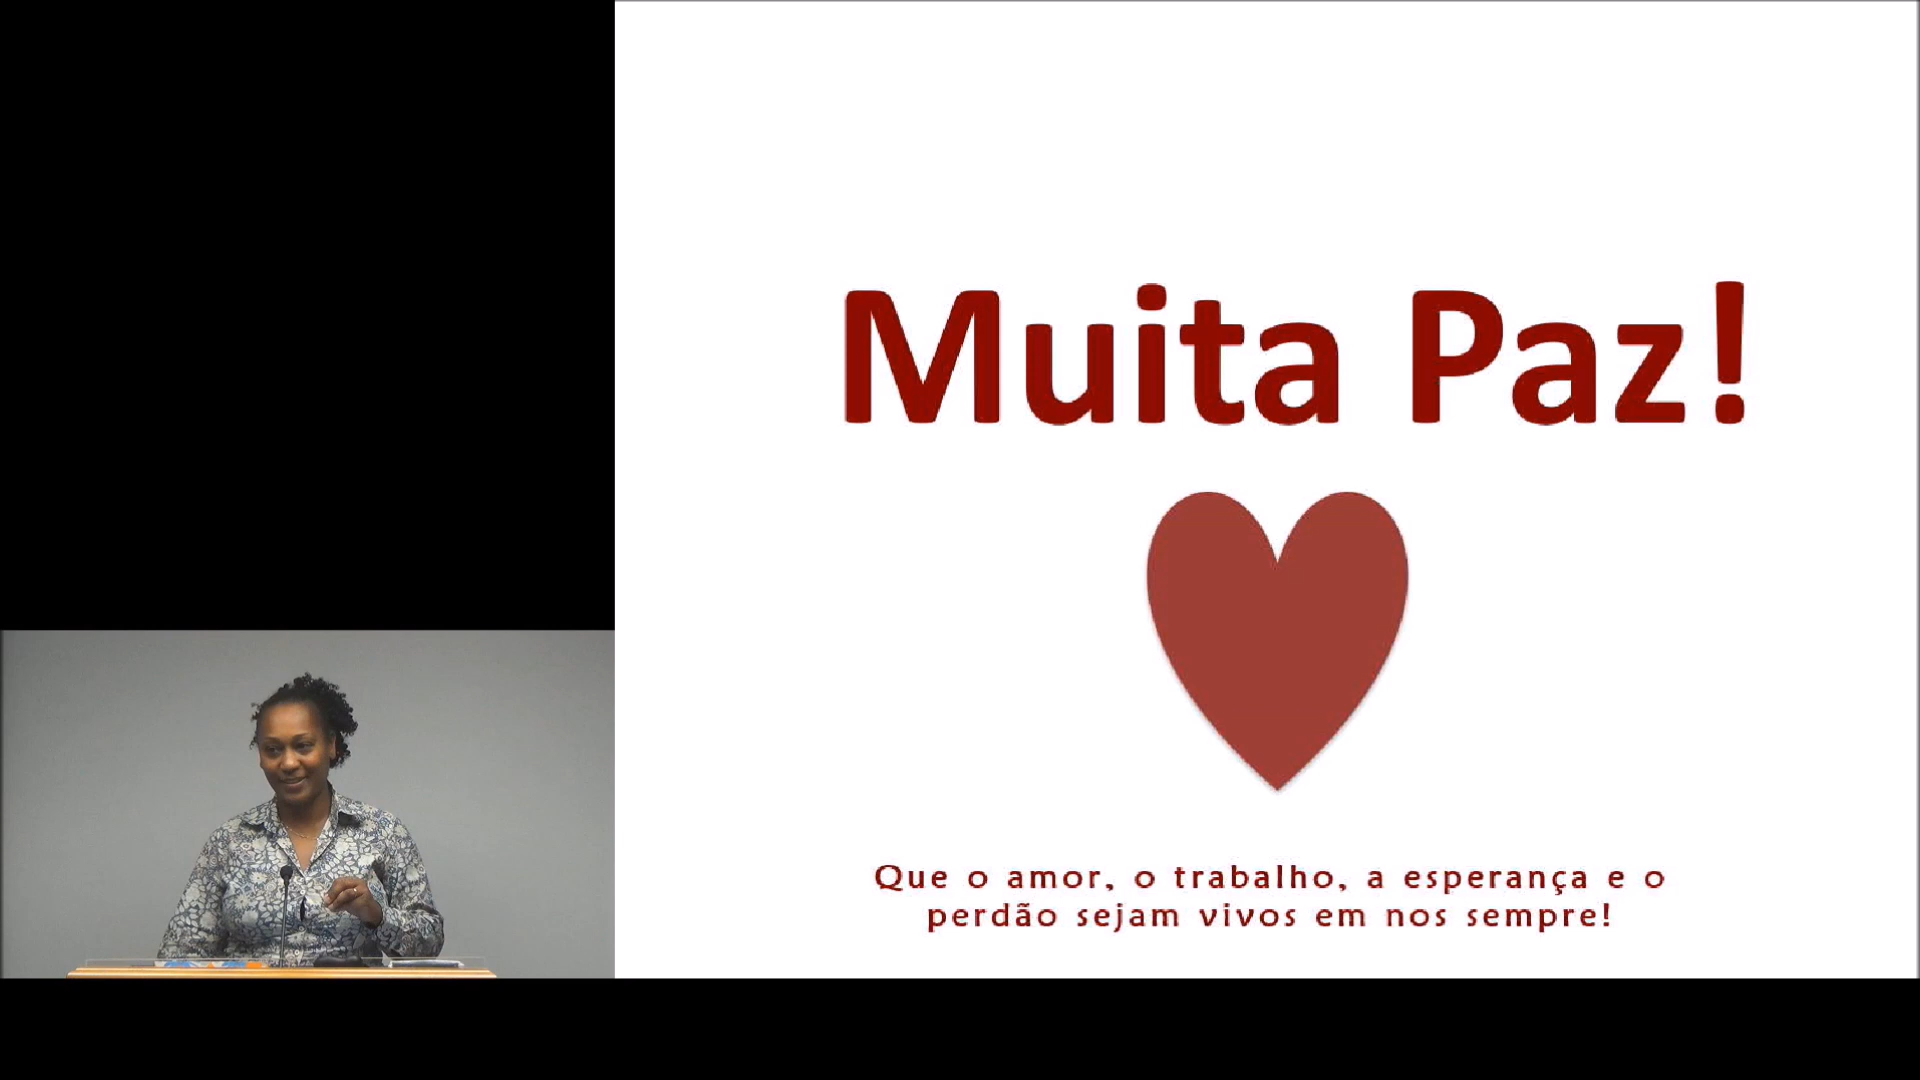 Muita Paz!
Que o amor, o trabalho, a esperança e o
perdão sejam vivos em nos sempre!